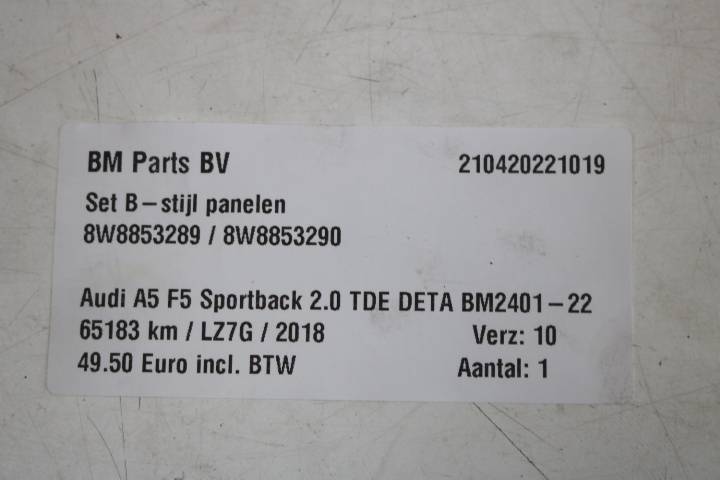 BM Parts BV 210420221019
Set B-stijl panelen
8W8853289 / 8W8853290
Audi A5 F5 Sportback 2.0 TDE DETA BM2401-22
65183 km / LZ7G / 2018 Verz: 10
49.50 Euro incl. BTW Aantal: 1